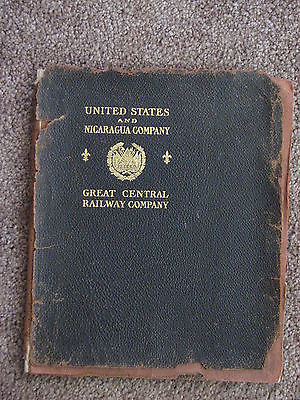 UNITED STATES
AND
NICARAGUA COMPANY
GREAT CENTRAL
RAILWAY COMPANY